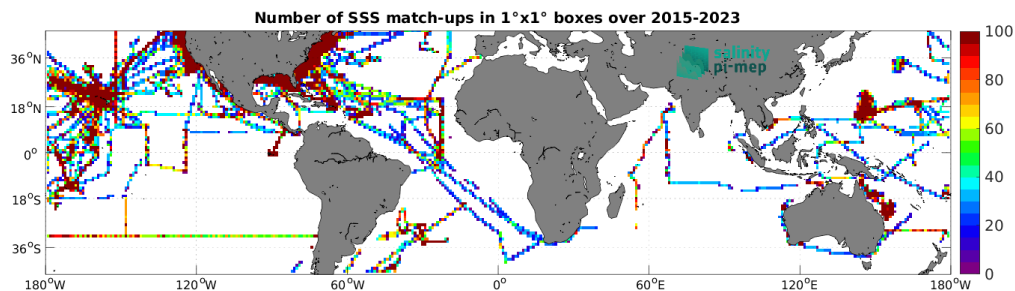 Number of SSS match-ups in 1°x1° boxes over 2015-2023
salinity
pi-mep
36°N
18°N
0°
18°S
36°S
180°W
120°W
60°W
0°
60°E
120°E
180°W
100
80
60
40
20
0